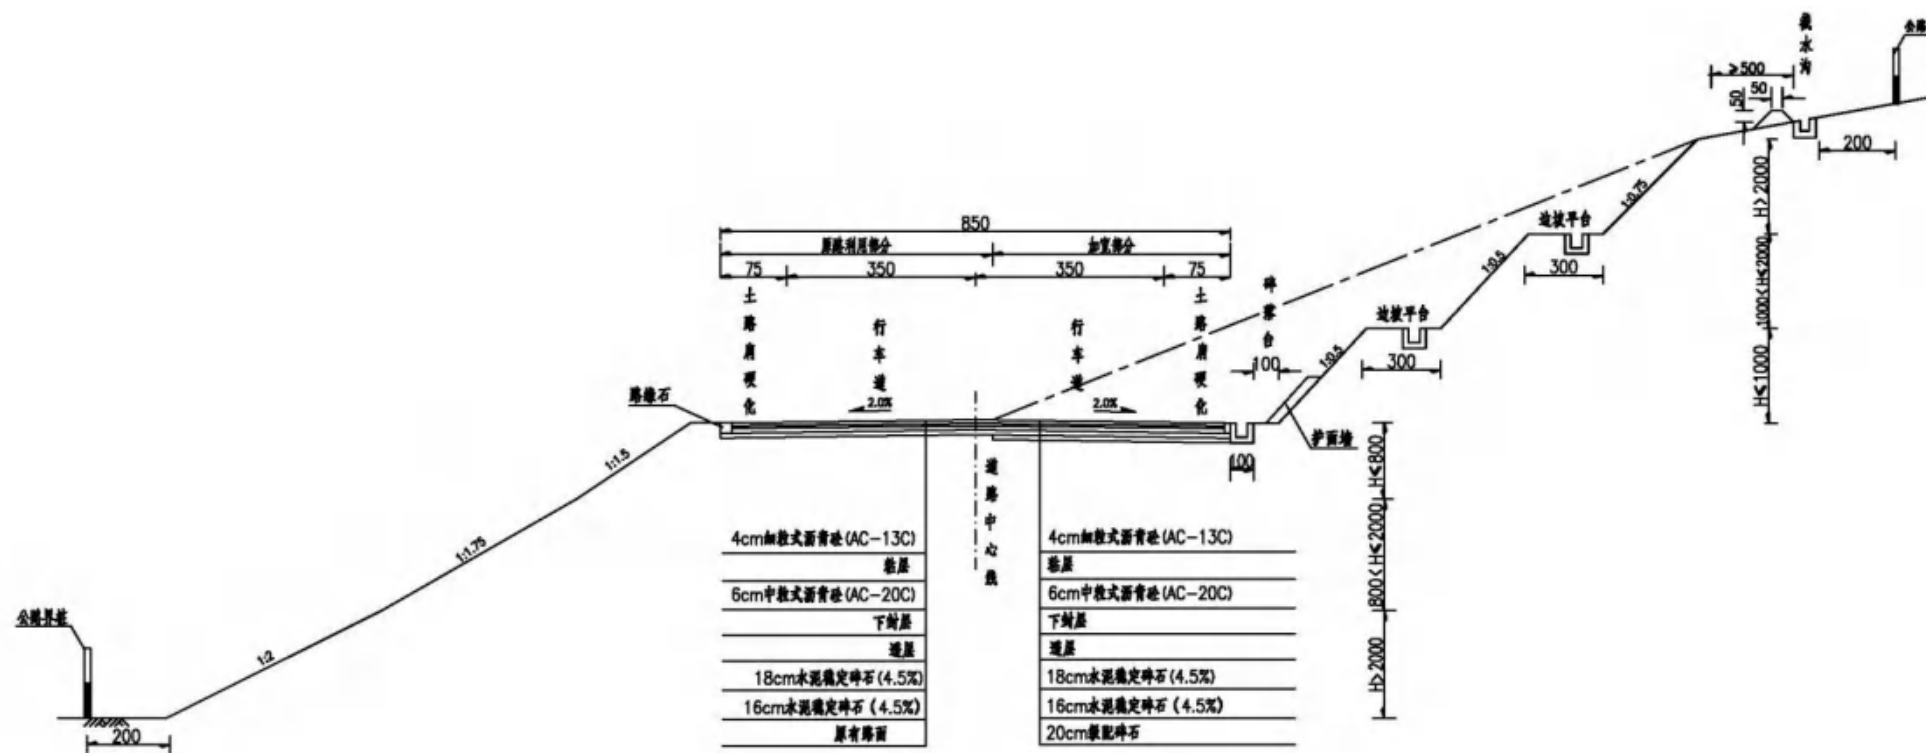 截水沟
公路
≥500
50
50
200
H>2000
1:0.75
850
边坡平台
原路利用部分
加宽部分
1:0.5
1000<H≤2000
75
350
350
75
300
土路肩硬化
行车道
行车道
土路肩硬化
碎落台
边坡平台
1:0.5
100
300
H≤1000
路缘石
2.0%
2.0%
护面墙
1:1.5
100
H≤800
道路中心线
1:1.75
4cm细粒式沥青砼(AC-13C)
4cm细粒式沥青砼(AC-13C)
粘层
粘层
800<H≤2000
6cm中粒式沥青砼(AC-20C)
6cm中粒式沥青砼(AC-20C)
公路界桩
下封层
下封层
1:2
透层
透层
18cm水泥稳定碎石(4.5%)
18cm水泥稳定碎石(4.5%)
H>2000
16cm水泥稳定碎石(4.5%)
16cm水泥稳定碎石(4.5%)
200
原有路面
20cm级配碎石